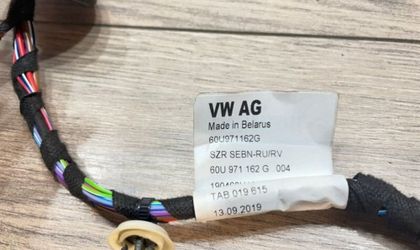 VW AG
Made in Belarus
60U971162G
SZR SEBN-RU/RV
60U 971 162 G 004
TAB 019 615
13.09.2019